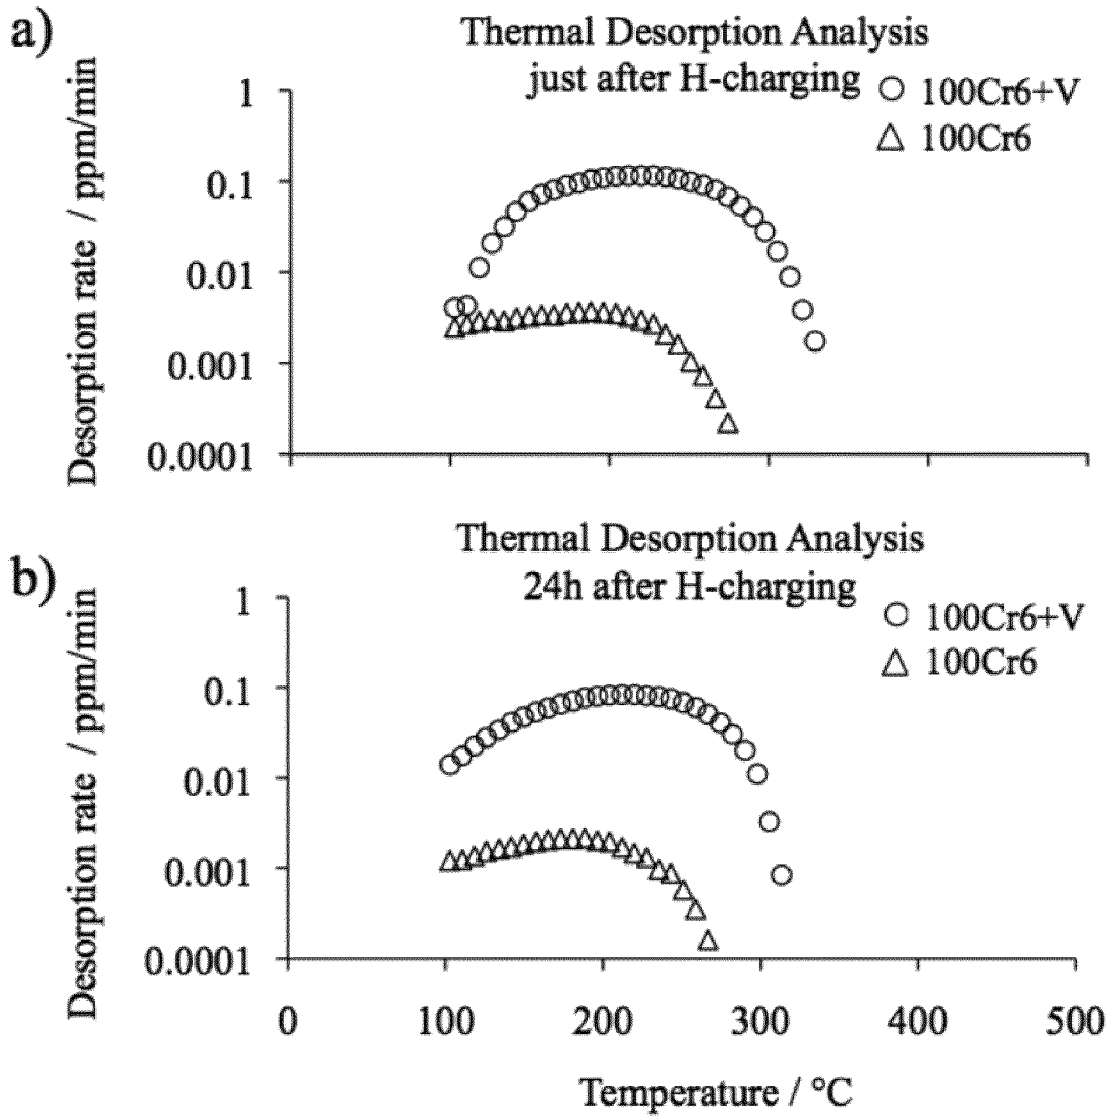 a)
Thermal Desorption Analysis
just after H-charging
○ 100Cr6+V
△ 100Cr6
Desorption rate / ppm/min
1
0.1
0.01
0.001
0.0001
b)
Thermal Desorption Analysis
24h after H-charging
○ 100Cr6+V
△ 100Cr6
Desorption rate / ppm/min
1
0.1
0.01
0.001
0.0001
0 100 200 300 400 500
Temperature / °C